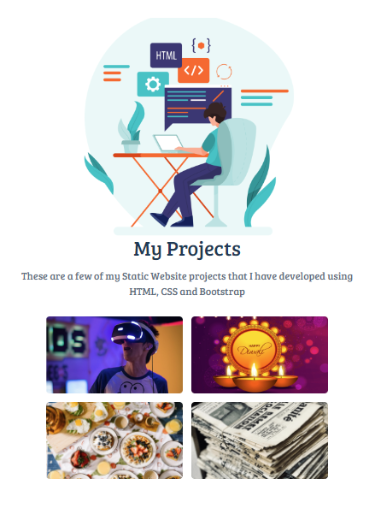 HTML
{ }
</>
My Projects
These are a few of my Static Website projects that I have developed using
HTML, CSS and Bootstrap
HAPPY
Diwali